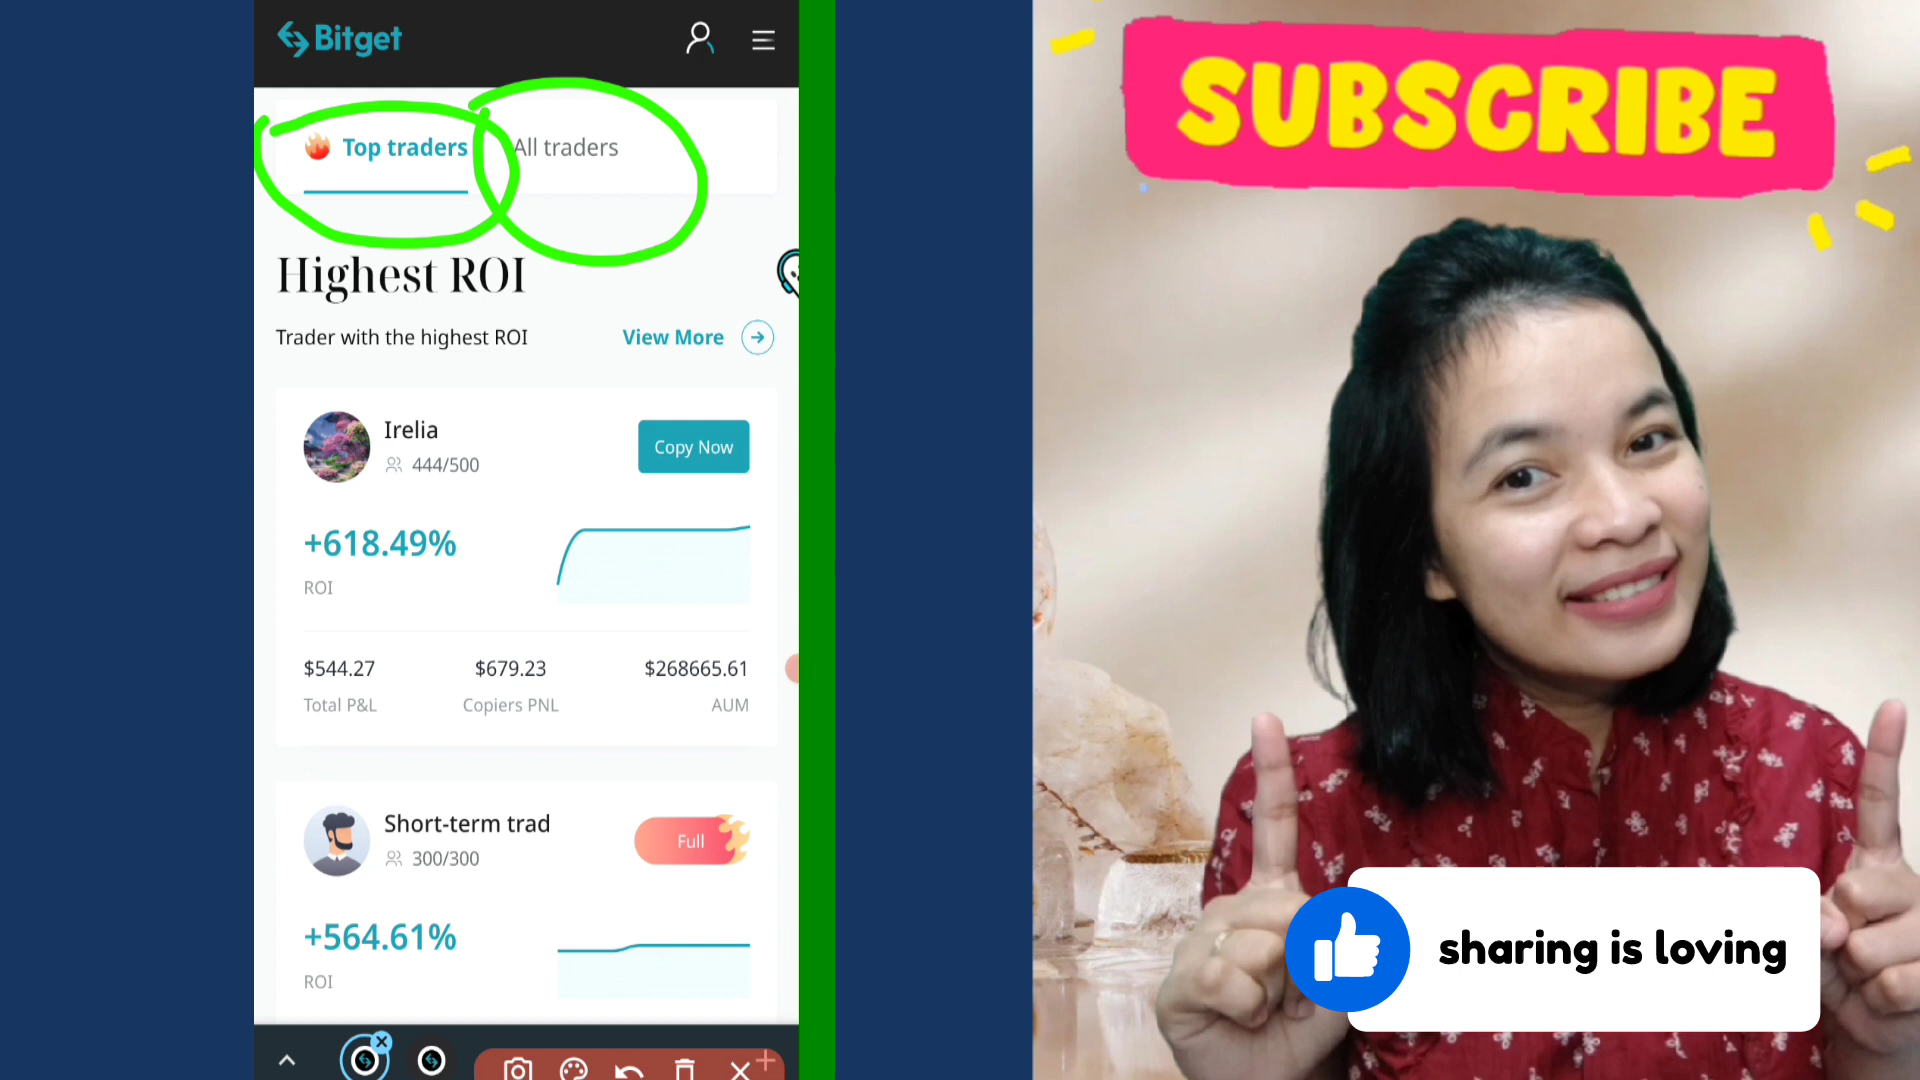 Bitget
Top traders
All traders
Highest ROI
Trader with the highest ROI
View More
Irelia
444/500
Copy Now
+618.49%
ROI
$544.27
$679.23
$268665.61
Total P&L
Copiers PNL
AUM
Short-term trad
300/300
Full
+564.61%
ROI
SUBSCRIBE
sharing is loving